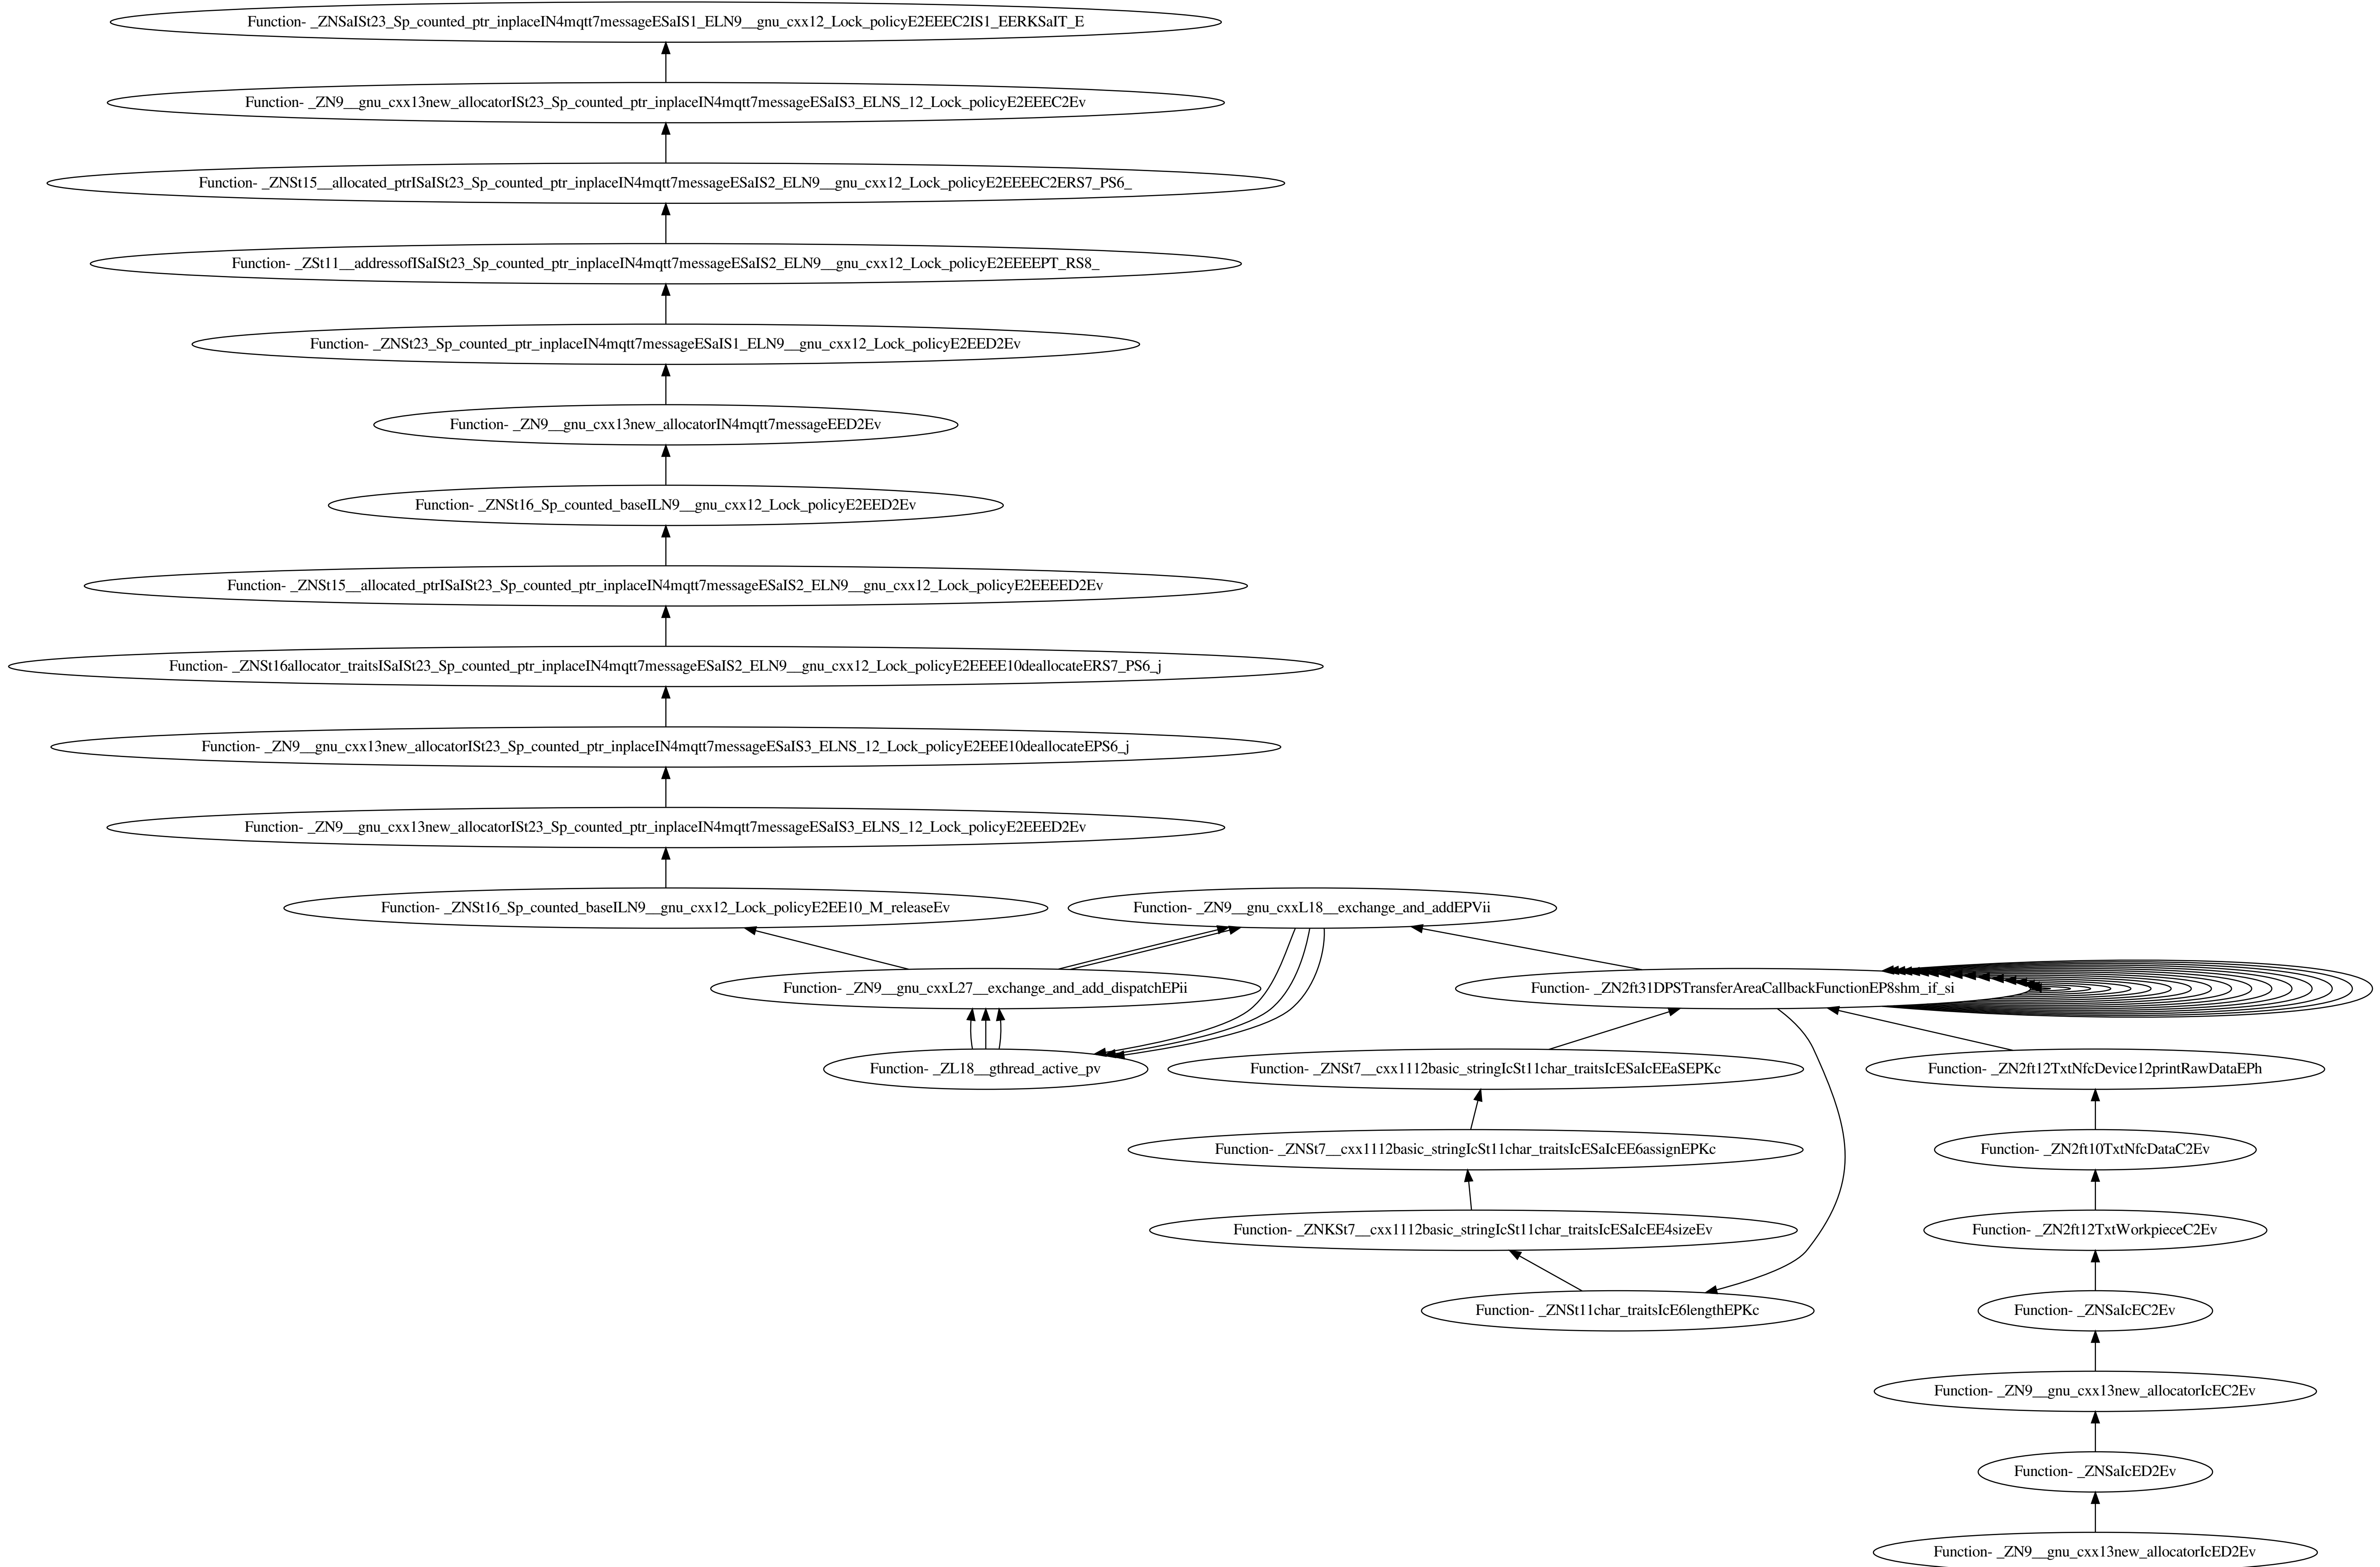 Function- _ZNSaISt23_Sp_counted_ptr_inplaceIN4mqtt7messageESaIS1_ELN9__gnu_cxx12_Lock_policyE2EEEC2IS1_EERKSaIT_E
Function- _ZN9__gnu_cxx13new_allocatorISt23_Sp_counted_ptr_inplaceIN4mqtt7messageESaIS3_ELNS_12_Lock_policyE2EEEC2Ev
Function- _ZNSt15__allocated_ptrISaISt23_Sp_counted_ptr_inplaceIN4mqtt7messageESaIS2_ELN9__gnu_cxx12_Lock_policyE2EEEEC2ERS7_PS6_
Function- _ZSt11__addressofISaISt23_Sp_counted_ptr_inplaceIN4mqtt7messageESaIS2_ELN9__gnu_cxx12_Lock_policyE2EEEEPT_RS8_
Function- _ZNSt23_Sp_counted_ptr_inplaceIN4mqtt7messageESaIS1_ELN9__gnu_cxx12_Lock_policyE2EED2Ev
Function- _ZN9__gnu_cxx13new_allocatorIN4mqtt7messageEED2Ev
Function- _ZNSt16_Sp_counted_baseILN9__gnu_cxx12_Lock_policyE2EED2Ev
Function- _ZNSt15__allocated_ptrISaISt23_Sp_counted_ptr_inplaceIN4mqtt7messageESaIS2_ELN9__gnu_cxx12_Lock_policyE2EEEED2Ev
Function- _ZNSt16allocator_traitsISaISt23_Sp_counted_ptr_inplaceIN4mqtt7messageESaIS2_ELN9__gnu_cxx12_Lock_policyE2EEEE10deallocateERS7_PS6_j
Function- _ZN9__gnu_cxx13new_allocatorISt23_Sp_counted_ptr_inplaceIN4mqtt7messageESaIS3_ELNS_12_Lock_policyE2EEE10deallocateEPS6_j
Function- _ZN9__gnu_cxx13new_allocatorISt23_Sp_counted_ptr_inplaceIN4mqtt7messageESaIS3_ELNS_12_Lock_policyE2EEED2Ev
Function- _ZNSt16_Sp_counted_baseILN9__gnu_cxx12_Lock_policyE2EE10_M_releaseEv
Function- _ZN9__gnu_cxxL18__exchange_and_addEPVii
Function- _ZN9__gnu_cxxL27__exchange_and_add_dispatchEPii
Function- _ZN2ft31DPSTransferAreaCallbackFunctionEP8shm_if_si
Function- _ZL18__gthread_active_pv
Function- _ZNSt7__cxx1112basic_stringIcSt11char_traitsIcESaIcEEaSEPKc
Function- _ZN2ft12TxtNfcDevice12printRawDataEPh
Function- _ZNSt7__cxx1112basic_stringIcSt11char_traitsIcESaIcEE6assignEPKc
Function- _ZN2ft10TxtNfcDataC2Ev
Function- _ZNKSt7__cxx1112basic_stringIcSt11char_traitsIcESaIcEE4sizeEv
Function- _ZN2ft12TxtWorkpieceC2Ev
Function- _ZNSt11char_traitsIcE6lengthEPKc
Function- _ZNSaIcEC2Ev
Function- _ZN9__gnu_cxx13new_allocatorIcEC2Ev
Function- _ZNSaIcED2Ev
Function- _ZN9__gnu_cxx13new_allocatorIcED2Ev